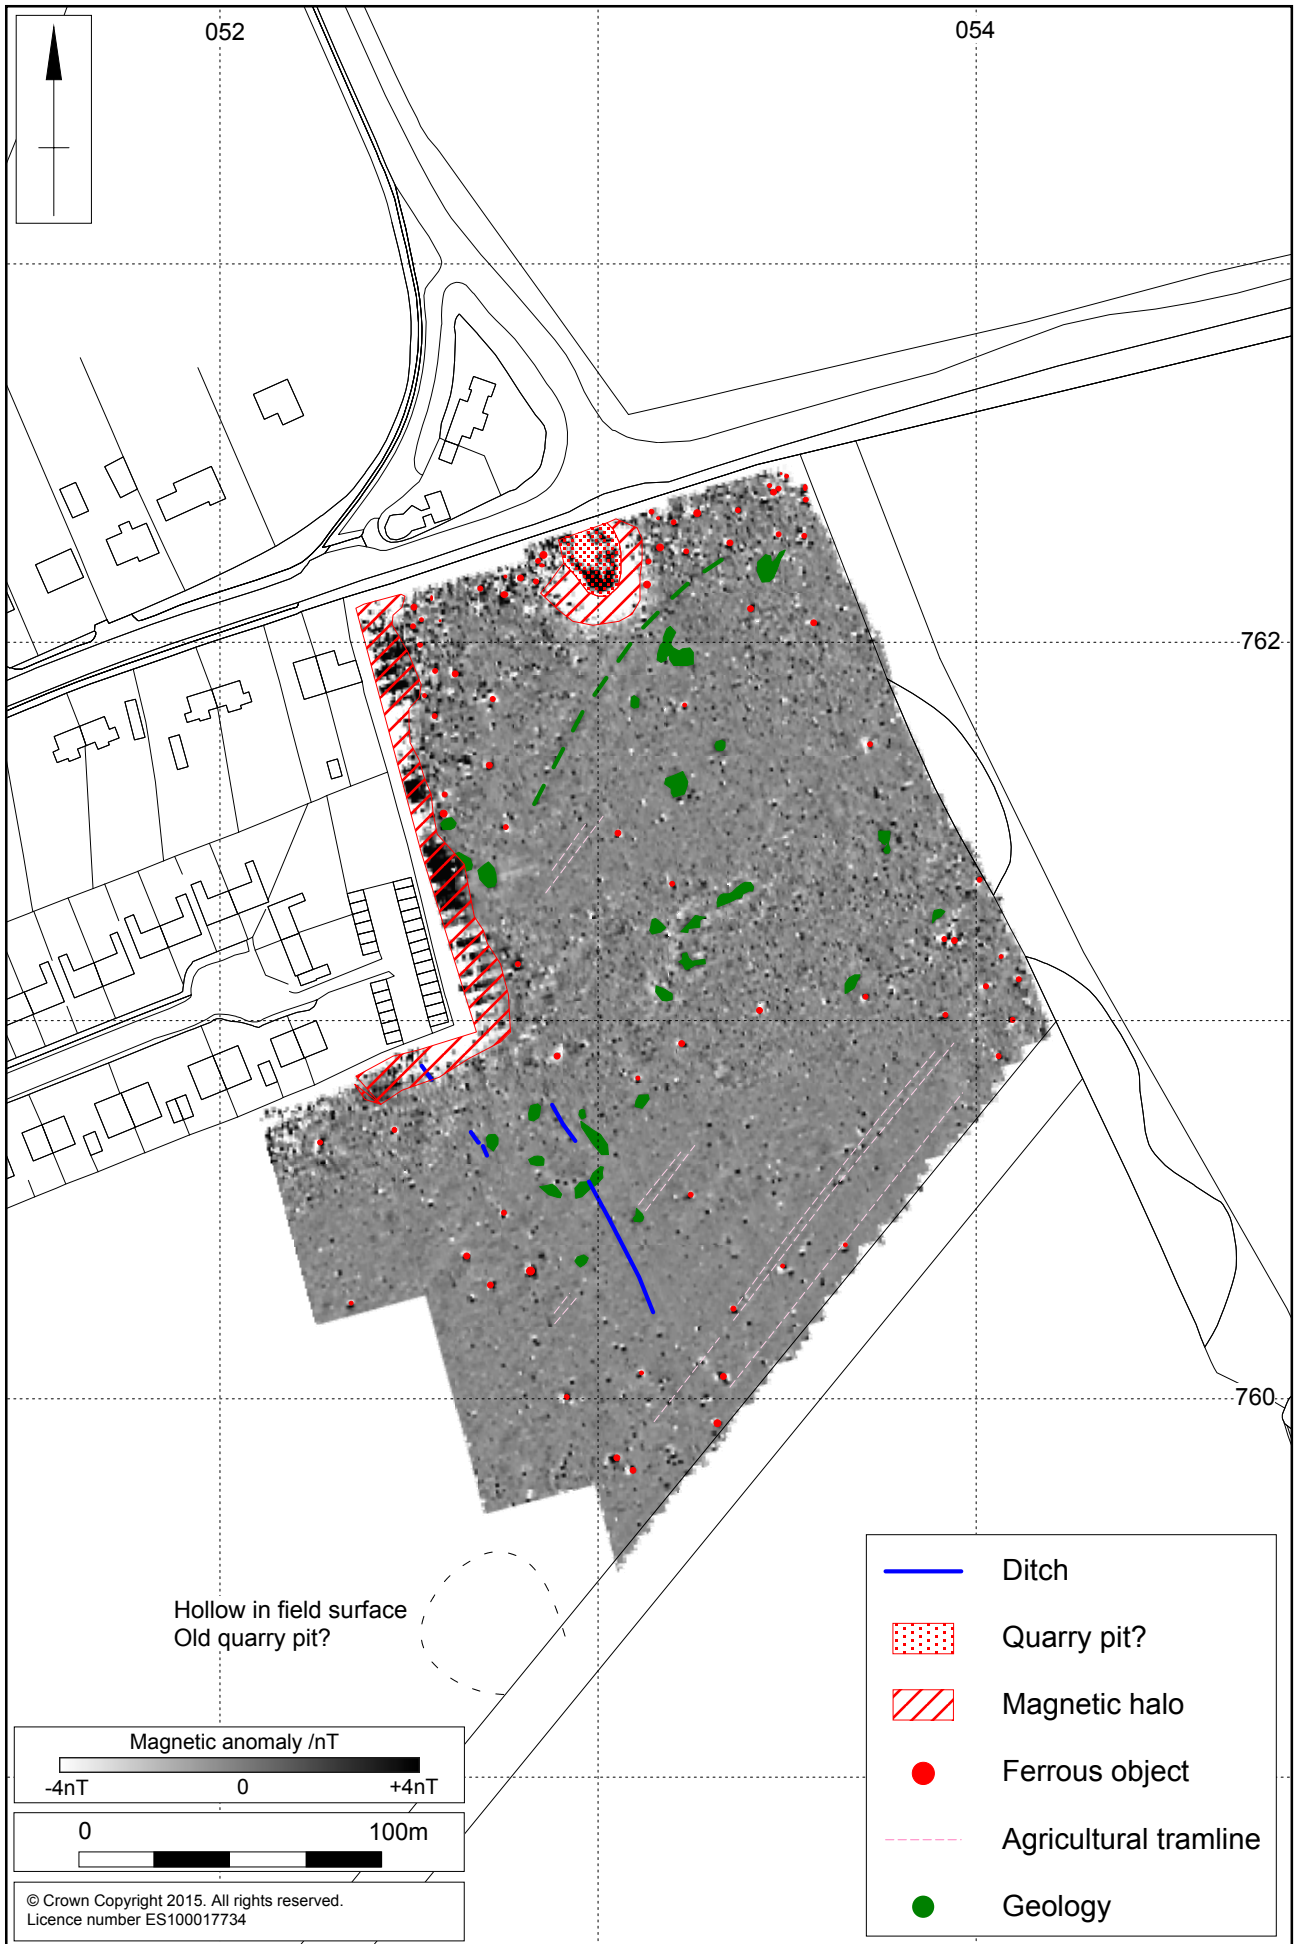 052
054
762
760
Hollow in field surface
Old quarry pit?
Magnetic anomaly /nT
-4nT 0 +4nT
0 100m
© Crown Copyright 2015. All rights reserved.
Licence number ES100017734
Ditch
Quarry pit?
Magnetic halo
Ferrous object
Agricultural tramline
Geology